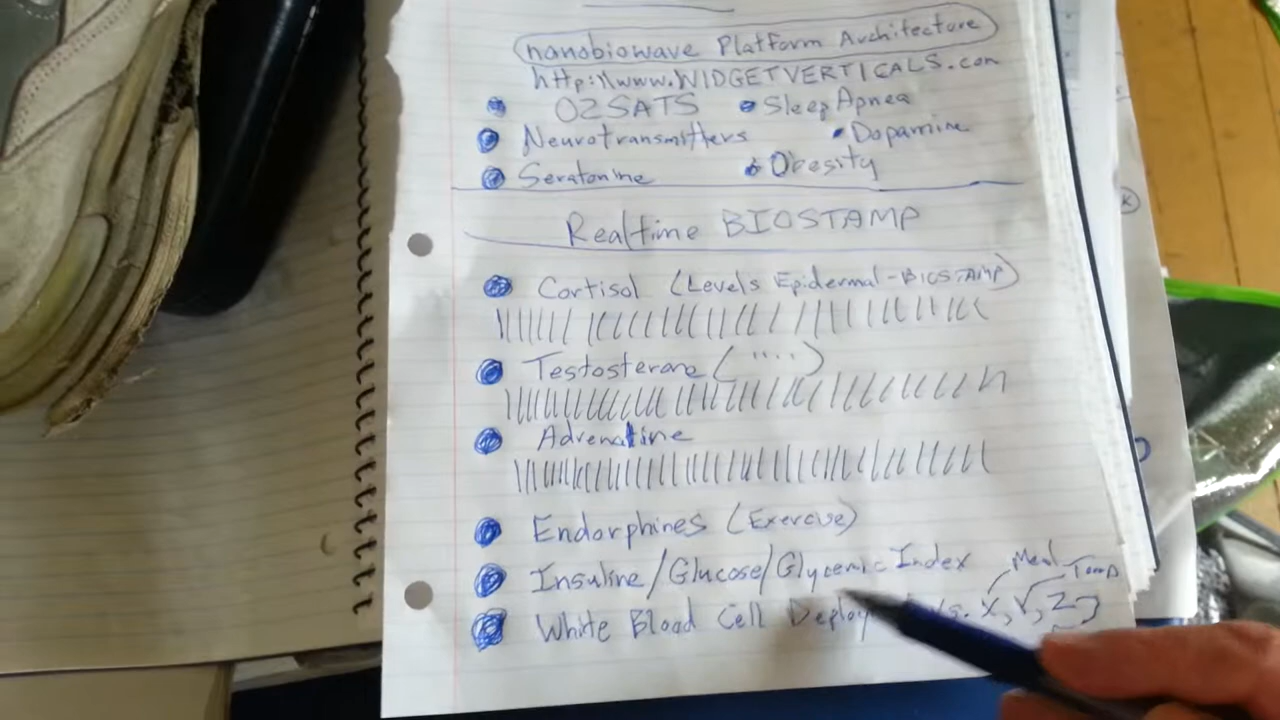 nanobiowave Platform Architecture
http://www.WIDGETVERTICALS.com
O2SATS • Sleep Apnea
Neurotransmitters • Dopamine
Seratonine • Obesity
Realtime BIOSTAMP
Cortisol (Levels Epidermal-BIOSTAMP)
Testosterone (".... )
Adrenaline
Endorphines (Exercise)
Insuline/Glucose/Glycemic Index
White Blood Cell X, Y, Z
K